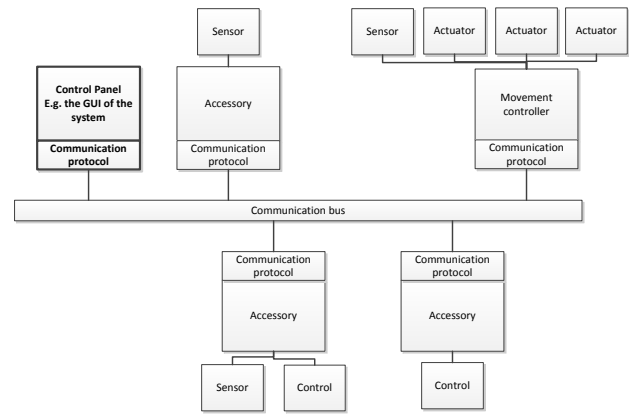 Sensor
Sensor
Actuator
Actuator
Actuator
Control Panel
E.g. the GUI of the
system
Communication
protocol
Accessory
Communication
protocol
Movement
controller
Communication
protocol
Communication bus
Communication
protocol
Accessory
Sensor
Control
Communication
protocol
Accessory
Control